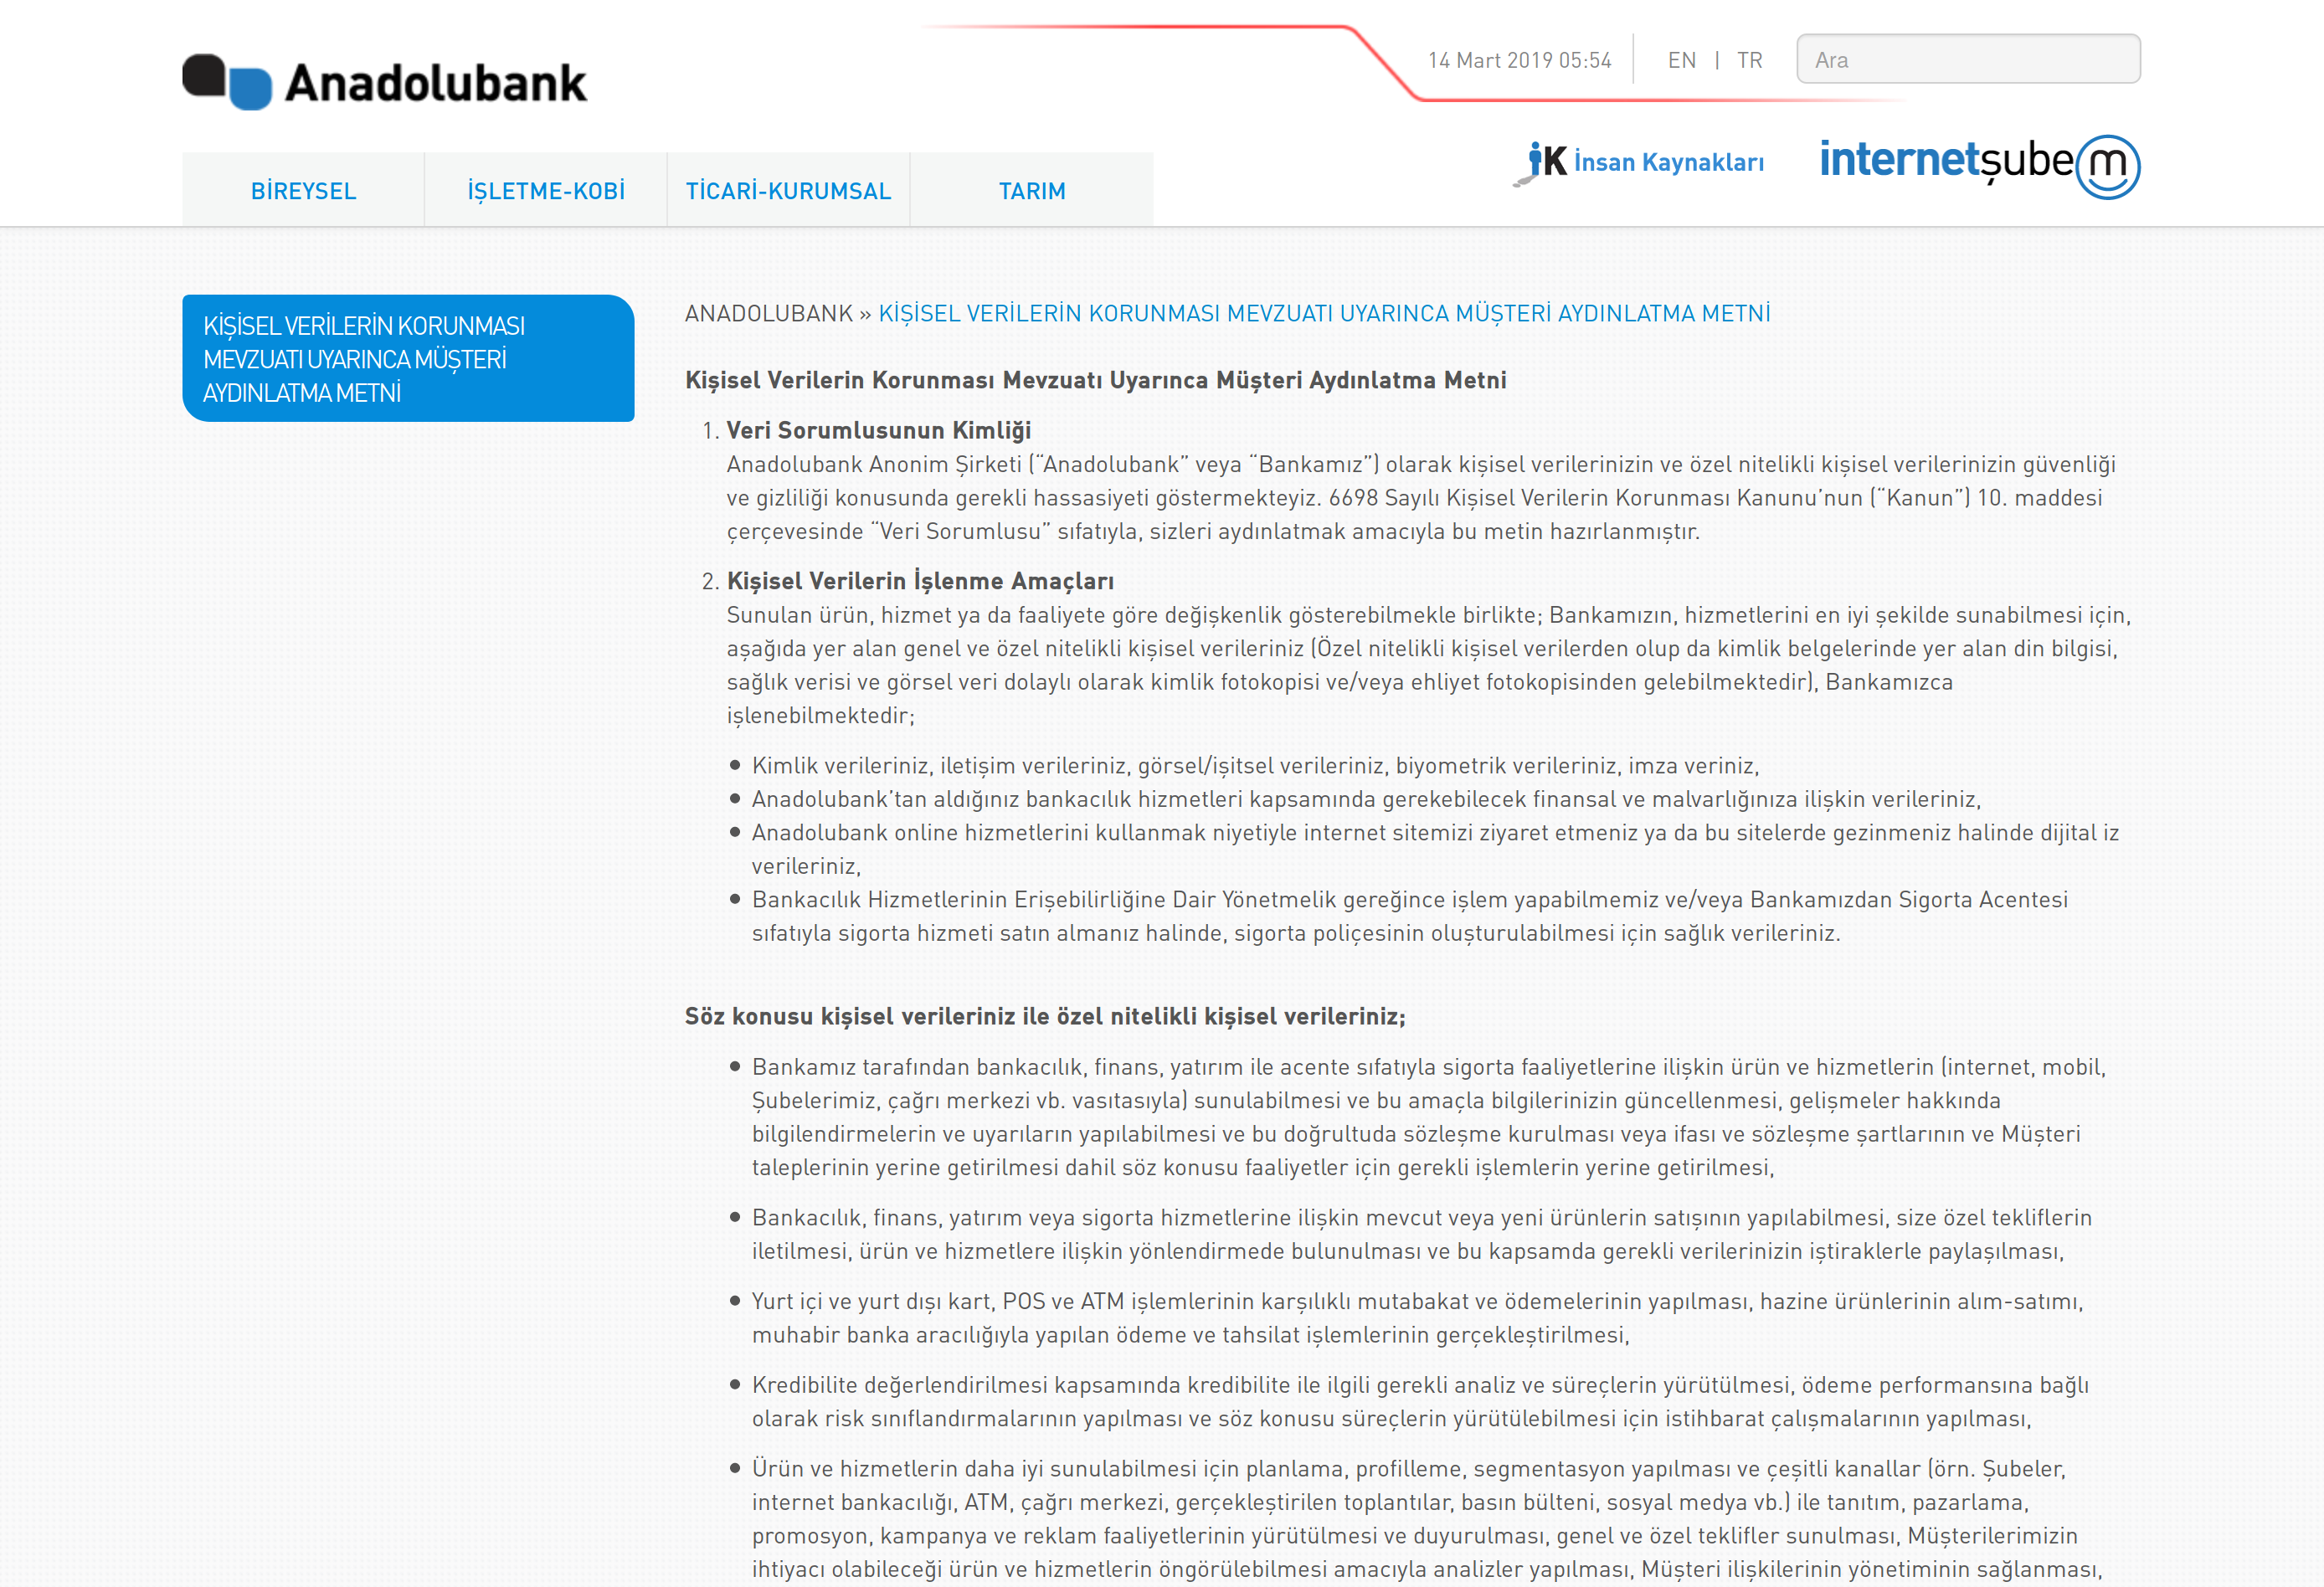 Anadolubank
14 Mart 2019 05:54
EN | TR
Ara
iK İnsan Kaynakları
internetşube m
BİREYSEL
İŞLETME-KOBİ
TİCARİ-KURUMSAL
TARIM
KİŞİSEL VERİLERİN KORUNMASI
MEVZUATI UYARINCA MÜŞTERİ
AYDINLATMA METNİ
ANADOLUBANK » KİŞİSEL VERİLERİN KORUNMASI MEVZUATI UYARINCA MÜŞTERİ AYDINLATMA METNİ
Kişisel Verilerin Korunması Mevzuatı Uyarınca Müşteri Aydınlatma Metni
1. Veri Sorumlusunun Kimliği
Anadolubank Anonim Şirketi (“Anadolubank” veya “Bankamız”) olarak kişisel verilerinizin ve özel nitelikli kişisel verilerinizin güvenliği
ve gizliliği konusunda gerekli hassasiyeti göstermekteyiz. 6698 Sayılı Kişisel Verilerin Korunması Kanunu’nun (“Kanun”) 10. maddesi
çerçevesinde “Veri Sorumlusu” sıfatıyla, sizleri aydınlatmak amacıyla bu metin hazırlanmıştır.
2. Kişisel Verilerin İşlenme Amaçları
Sunulan ürün, hizmet ya da faaliyete göre değişkenlik gösterebilmekle birlikte; Bankamızın, hizmetlerini en iyi şekilde sunabilmesi için,
aşağıda yer alan genel ve özel nitelikli kişisel verileriniz (Özel nitelikli kişisel verilerden olup da kimlik belgelerinde yer alan din bilgisi,
sağlık verisi ve görsel veri dolaylı olarak kimlik fotokopisi ve/veya ehliyet fotokopisinden gelebilmektedir), Bankamızca
işlenebilmektedir;
• Kimlik verileriniz, iletişim verileriniz, görsel/işitsel verileriniz, biyometrik verileriniz, imza veriniz,
• Anadolubank’tan aldığınız bankacılık hizmetleri kapsamında gerekebilecek finansal ve malvarlığınıza ilişkin verileriniz,
• Anadolubank online hizmetlerini kullanmak niyetiyle internet sitemizi ziyaret etmeniz ya da bu sitelerde gezinmeniz halinde dijital iz
verileriniz,
• Bankacılık Hizmetlerinin Erişebilirliğine Dair Yönetmelik gereğince işlem yapabilmemiz ve/veya Bankamızdan Sigorta Acentesi
sıfatıyla sigorta hizmeti satın almanız halinde, sigorta poliçesinin oluşturulabilmesi için sağlık verileriniz.
Söz konusu kişisel verileriniz ile özel nitelikli kişisel verileriniz;
• Bankamız tarafından bankacılık, finans, yatırım ile acente sıfatıyla sigorta faaliyetlerine ilişkin ürün ve hizmetlerin (internet, mobil,
Şubelerimiz, çağrı merkezi vb. vasıtasıyla) sunulabilmesi ve bu amaçla bilgilerinizin güncellenmesi, gelişmeler hakkında
bilgilendirmelerin ve uyarıların yapılabilmesi ve bu doğrultuda sözleşme kurulması veya ifası ve sözleşme şartlarının ve Müşteri
taleplerinin yerine getirilmesi dahil söz konusu faaliyetler için gerekli işlemlerin yerine getirilmesi,
• Bankacılık, finans, yatırım veya sigorta hizmetlerine ilişkin mevcut veya yeni ürünlerin satışının yapılabilmesi, size özel tekliflerin
iletilmesi, ürün ve hizmetlere ilişkin yönlendirmede bulunulması ve bu kapsamda gerekli verilerinizin iştiraklerle paylaşılması,
• Yurt içi ve yurt dışı kart, POS ve ATM işlemlerinin karşılıklı mutabakat ve ödemelerinin yapılması, hazine ürünlerinin alım-satımı,
muhabir banka aracılığıyla yapılan ödeme ve tahsilat işlemlerinin gerçekleştirilmesi,
• Kredibilite değerlendirilmesi kapsamında kredibilite ile ilgili gerekli analiz ve süreçlerin yürütülmesi, ödeme performansına bağlı
olarak risk sınıflandırmalarının yapılması ve söz konusu süreçlerin yürütülebilmesi için istihbarat çalışmalarının yapılması,
• Ürün ve hizmetlerin daha iyi sunulabilmesi için planlama, profilleme, segmentasyon yapılması ve çeşitli kanallar (örn. Şubeler,
internet bankacılığı, ATM, çağrı merkezi, gerçekleştirilen toplantılar, basın bülteni, sosyal medya vb.) ile tanıtım, pazarlama,
promosyon, kampanya ve reklam faaliyetlerinin yürütülmesi ve duyurulması, genel ve özel teklifler sunulması, Müşterilerimizin
ihtiyacı olabileceği ürün ve hizmetlerin öngörülebilmesi amacıyla analizler yapılması, Müşteri ilişkilerinin yönetiminin sağlanması,